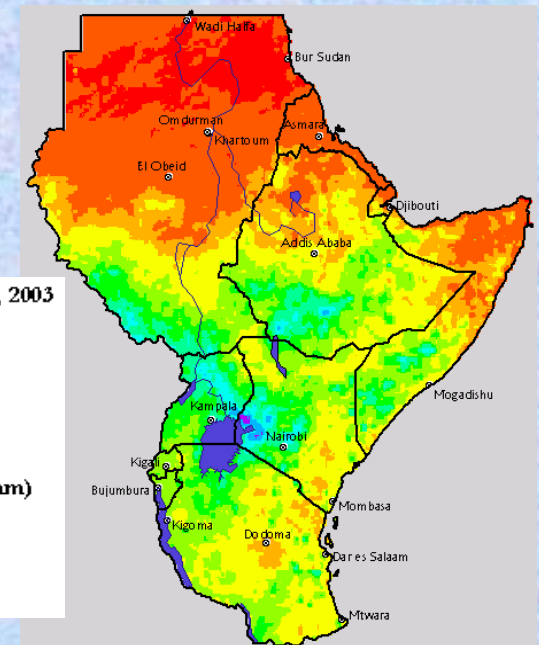 Wadi Halfa
Bur Sudan
Omdurman
Khartoum
Asmara
El Obeid
Djibouti
Addis Ababa
, 2003
Mogadishu
Kampala
Nairobi
Kigali
am)
Bujumbura
Mombasa
Kigoma
Dodoma
Dar es Salaam
Mtwara